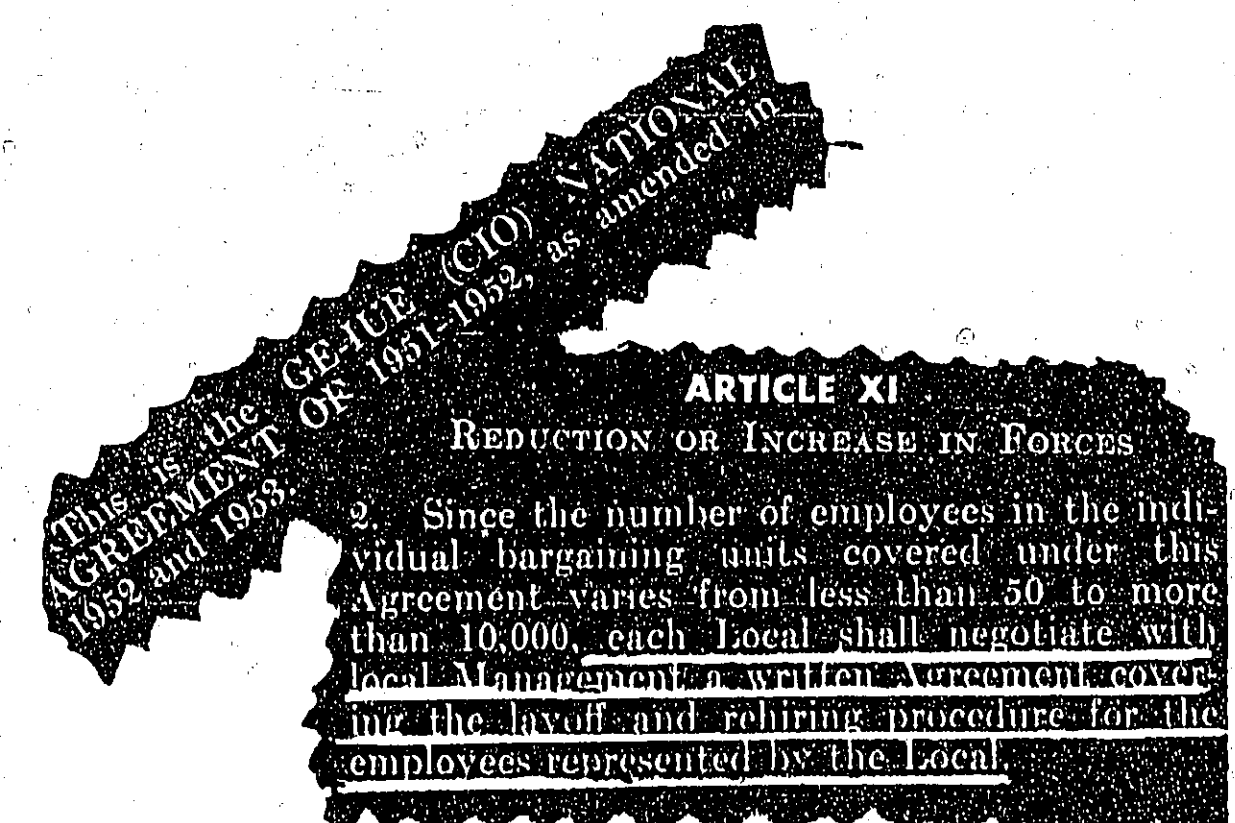 This is the GE-IUE (CIO) NATIONAL
AGREEMENT OF 1951-1952, as amended in
1952 and 1953.
ARTICLE XI
REDUCTION OR INCREASE IN FORCES
2. Since the number of employees in the indi-
vidual bargaining units covered under this
Agreement varies from less than 50 to more
than 10,000, each Local shall negotiate with
local Management a written Agreement cover-
ing the layoff and rehiring procedure for the
employees represented by the Local.